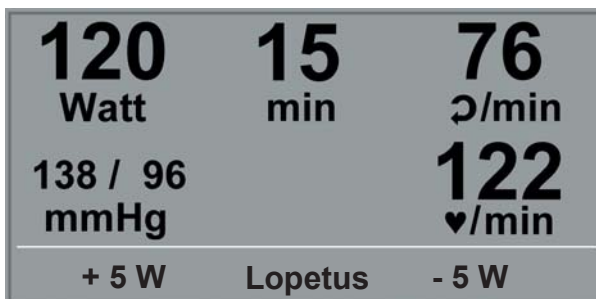 120 15 76
Watt min ↄ/min
138 / 96 122
mmHg ♥/min
+ 5 W Lopetus - 5 W